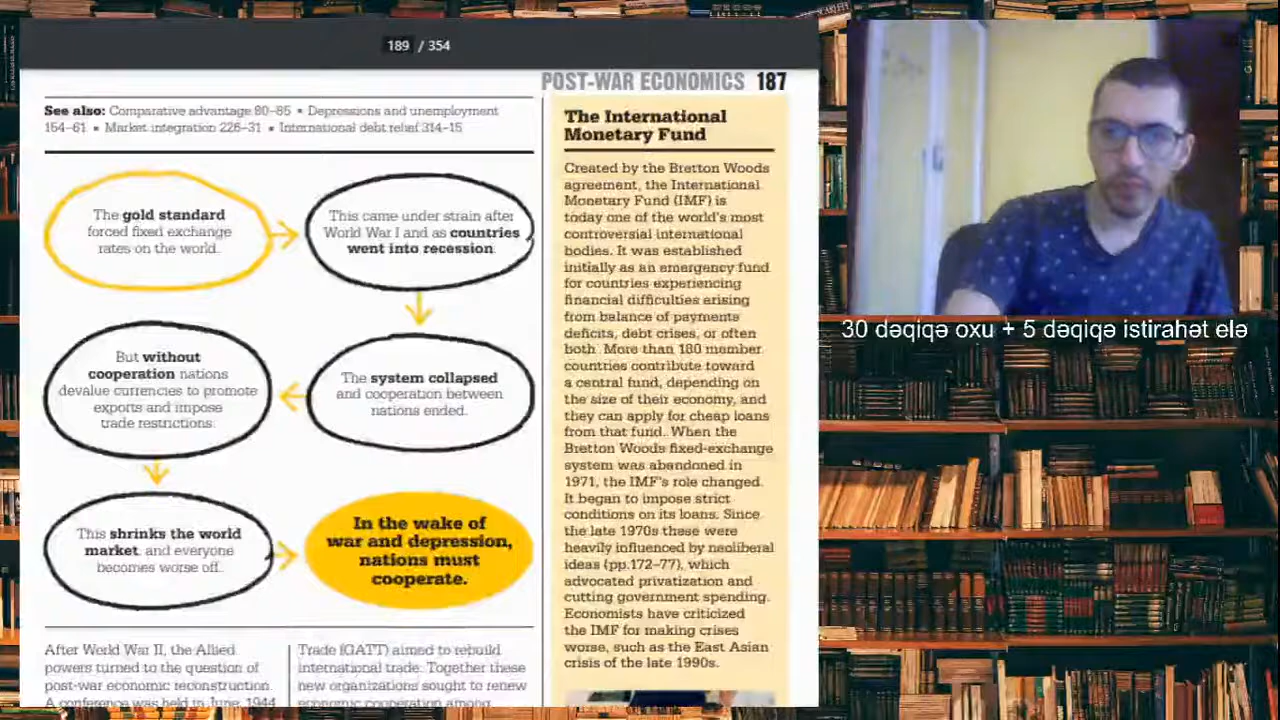 189 / 354
POST-WAR ECONOMICS 187
See also: Comparative advantage 80–85 ▪ Depressions and unemployment
154–61 ▪ Market integration 226–31 ▪ International debt relief 314–15
The gold standard
forced fixed exchange
rates on the world.
This came under strain after
World War I and as countries
went into recession.
The system collapsed
and cooperation between
nations ended.
But without
cooperation nations
devalue currencies to promote
exports and impose
trade restrictions.
This shrinks the world
market, and everyone
becomes worse off.
In the wake of
war and depression,
nations must
cooperate.
After World War II, the Allied
powers turned to the question of
post-war economic reconstruction.
A conference was held in June, 1944
Trade (GATT) aimed to rebuild
international trade. Together these
new organizations sought to renew
economic cooperation among
The International
Monetary Fund
Created by the Bretton Woods
agreement, the International
Monetary Fund (IMF) is
today one of the world's most
controversial international
bodies. It was established
initially as an emergency fund
for countries experiencing
financial difficulties arising
from balance of payments
deficits, debt crises, or often
both. More than 180 member
countries contribute toward
a central fund, depending on
the size of their economy, and
they can apply for cheap loans
from that fund. When the
Bretton Woods fixed-exchange
system was abandoned in
1971, the IMF's role changed.
It began to impose strict
conditions on its loans. Since
the late 1970s these were
heavily influenced by neoliberal
ideas (pp.172–77), which
advocated privatization and
cutting government spending.
Economists have criticized
the IMF for making crises
worse, such as the East Asian
crisis of the late 1990s.
30 dəqiqə oxu + 5 dəqiqə istirahət elə